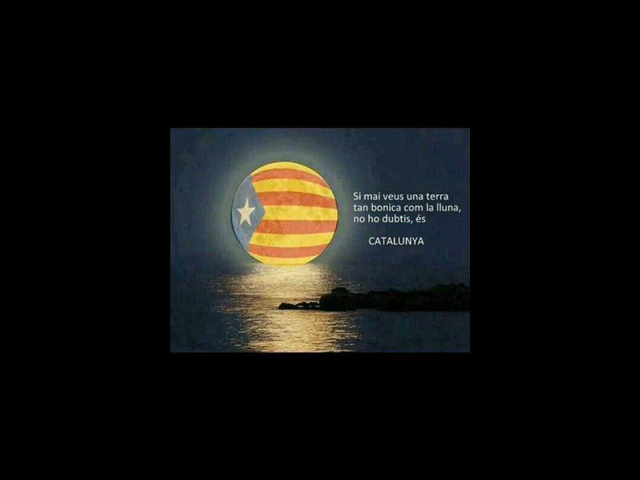 Si mai veus una terra
tan bonica com la lluna,
no ho dubtis, és
CATALUNYA